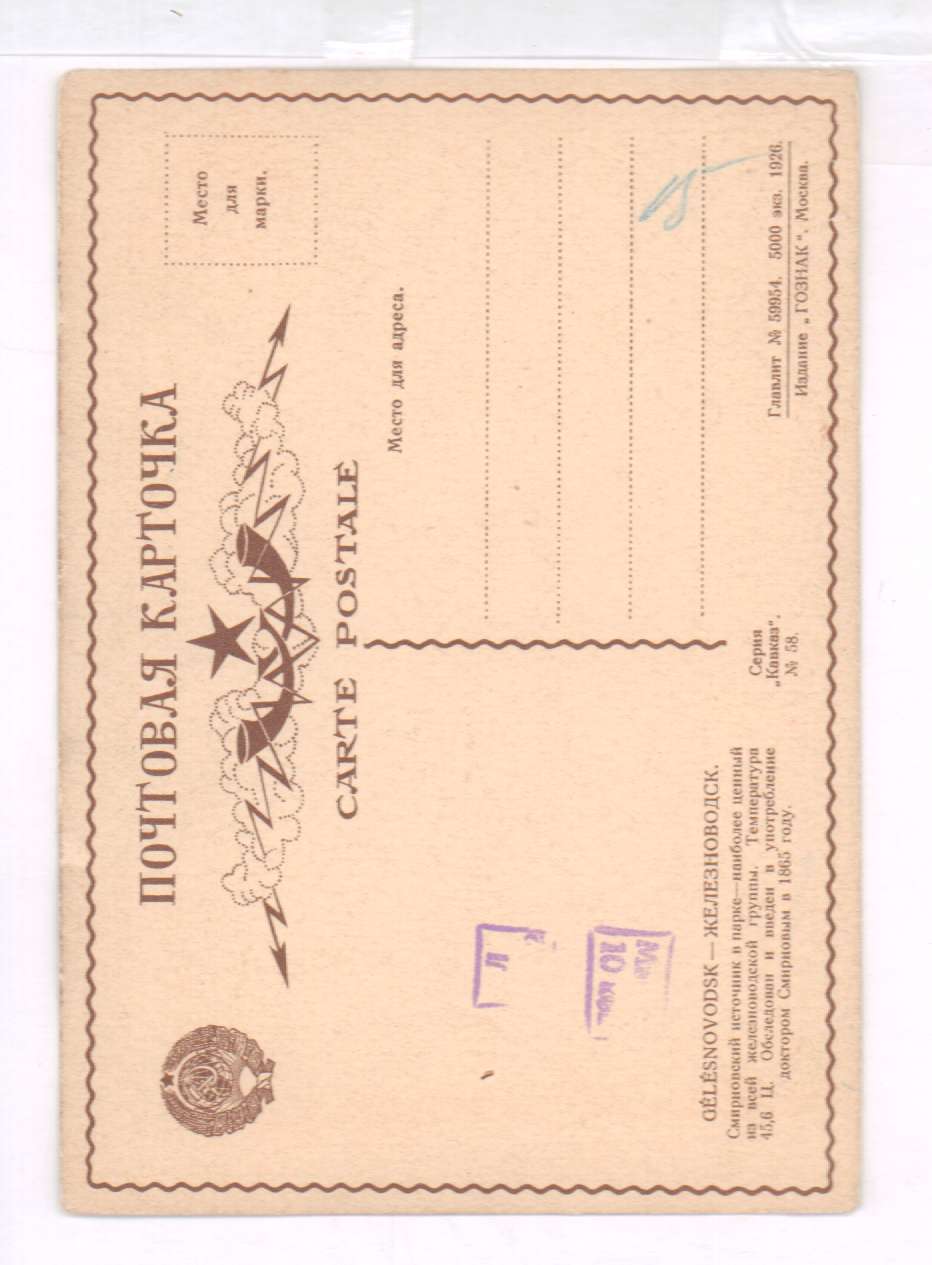 ПОЧТОВАЯ КАРТОЧКА
CARTE POSTALE
Место
для
марки.
Место для адреса.
GÉLÉSNOVODSK—ЖЕЛЕЗНОВОДСК.
Смирновский источник в парке—наиболее ценный
из всей железноводской группы. Температура
45,6 Ц. Обследован и введен в употребление
доктором Смирновым в 1865 году.
Серия
„Кавказ“.
№ 58.
Главлит № 59954. 5000 экз. 1926.
Издание „ГОЗНАК“. Москва.
10 коп.